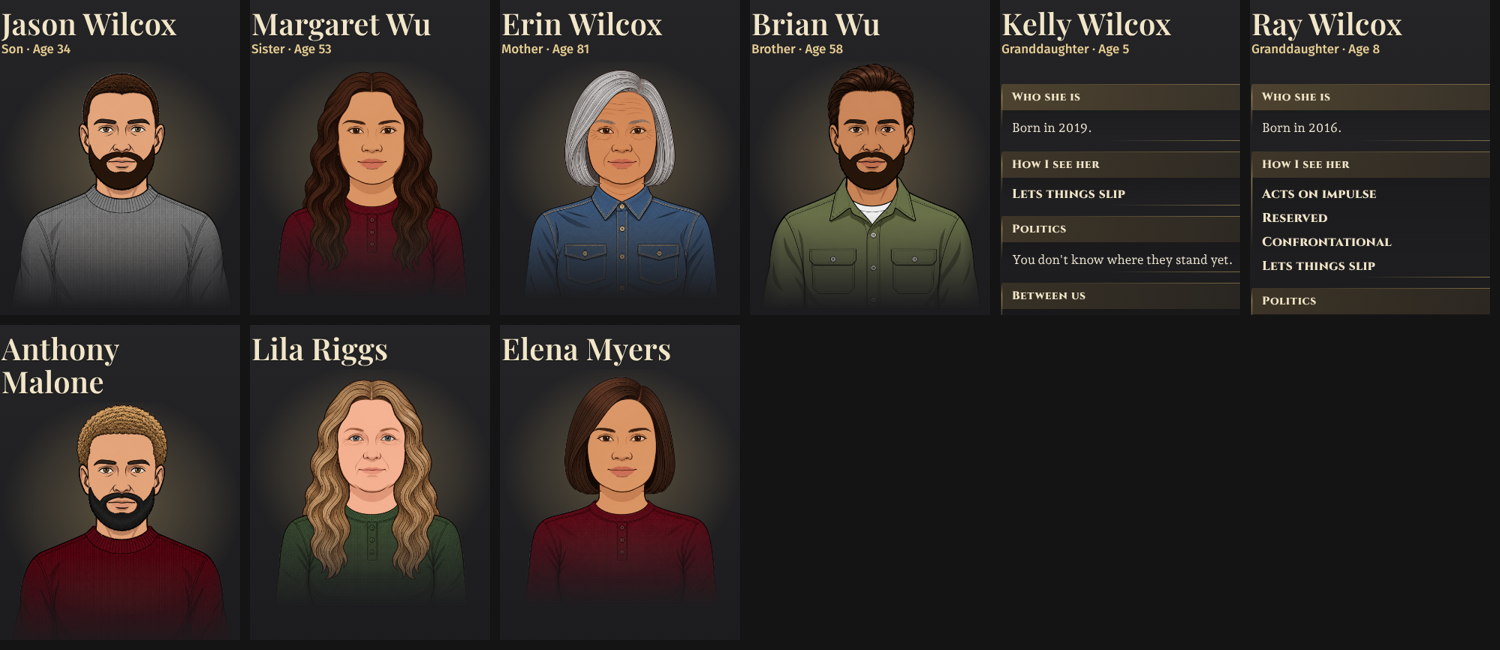 Jason Wilcox
Son · Age 34
Margaret Wu
Sister · Age 53
Erin Wilcox
Mother · Age 81
Brian Wu
Brother · Age 58
Kelly Wilcox
Granddaughter · Age 5
Who she is
Born in 2019.
How I see her
Lets things slip
Politics
You don't know where they stand yet.
Between us
Ray Wilcox
Granddaughter · Age 8
Who she is
Born in 2016.
How I see her
Acts on impulse
Reserved
Confrontational
Lets things slip
Politics
Anthony
Malone
Lila Riggs
Elena Myers